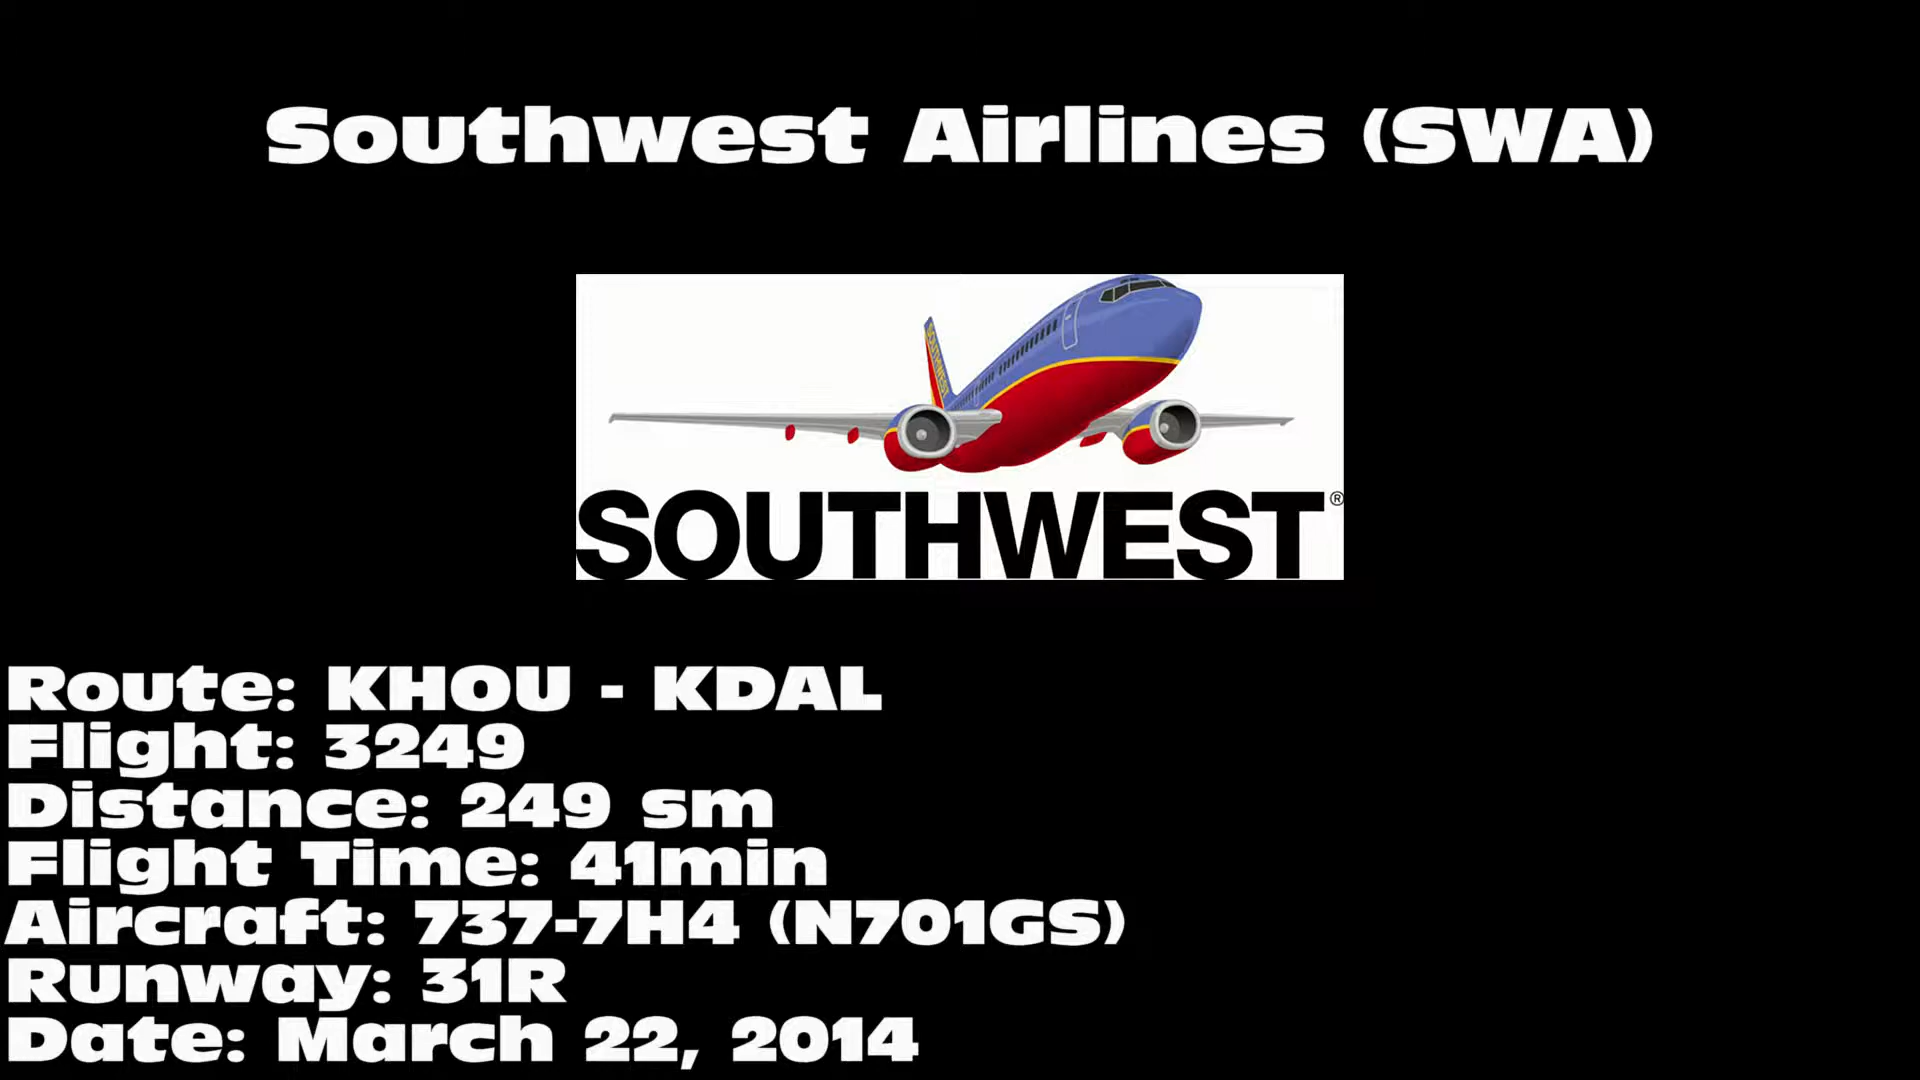 Southwest Airlines (SWA)
SOUTHWEST
SOUTHWEST®
Route: KHOU - KDAL
Flight: 3249
Distance: 249 sm
Flight Time: 41min
Aircraft: 737-7H4 (N701GS)
Runway: 31R
Date: March 22, 2014